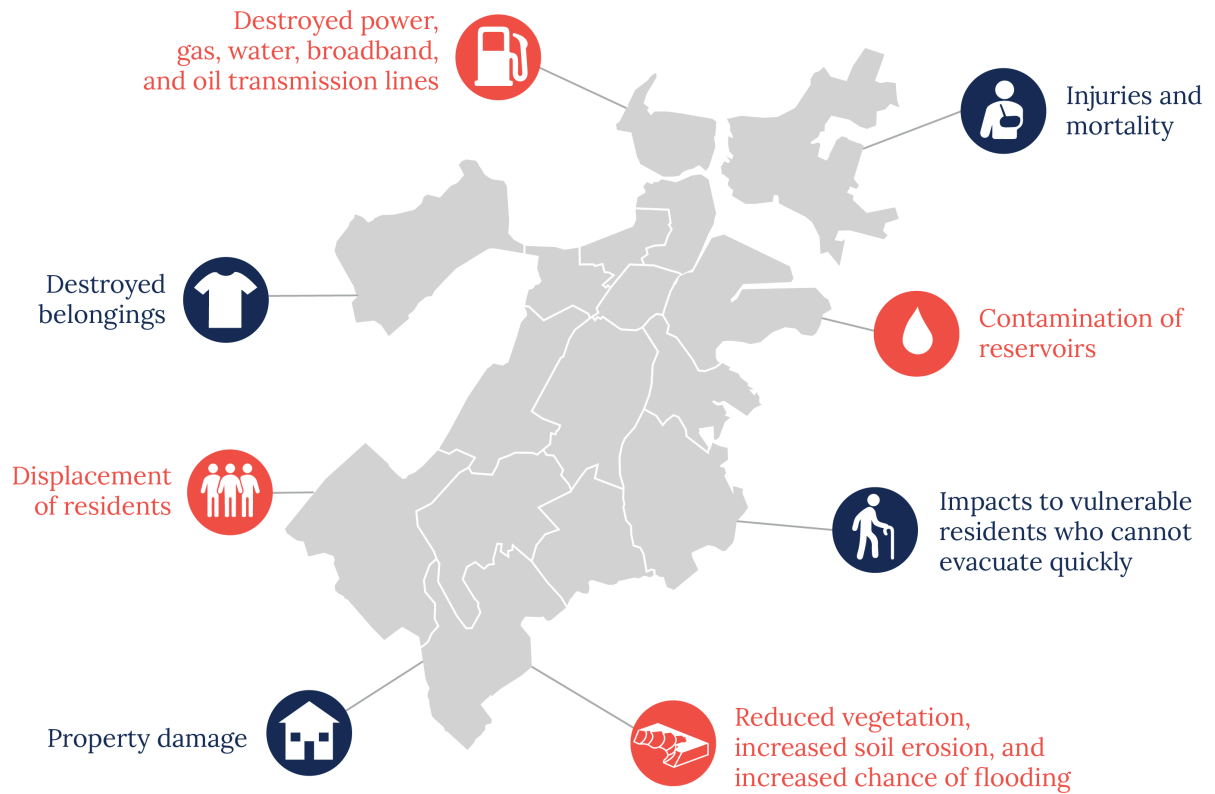 Destroyed power,
gas, water, broadband,
and oil transmission lines
Injuries and
mortality
Destroyed
belongings
Contamination of
reservoirs
Displacement
of residents
Impacts to vulnerable
residents who cannot
evacuate quickly
Property damage
Reduced vegetation,
increased soil erosion, and
increased chance of flooding